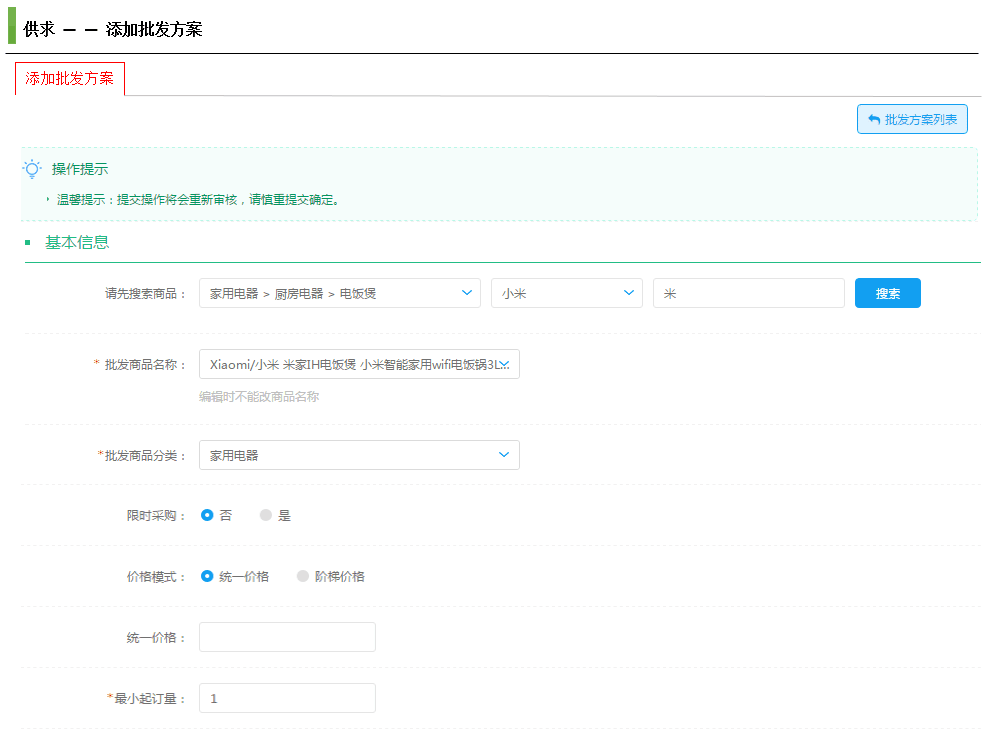 供求 — — 添加批发方案
添加批发方案
批发方案列表
操作提示
温馨提示：提交操作将会重新审核，请慎重提交确定。
基本信息
请先搜索商品： 家用电器 > 厨房电器 > 电饭煲 小米 米 搜索
* 批发商品名称： Xiaomi/小米 米家IH电饭煲 小米智能家用wifi电饭锅3L...
编辑时不能改商品名称
*批发商品分类： 家用电器
限时采购： 否 是
价格模式： 统一价格 阶梯价格
统一价格：
*最小起订量： 1